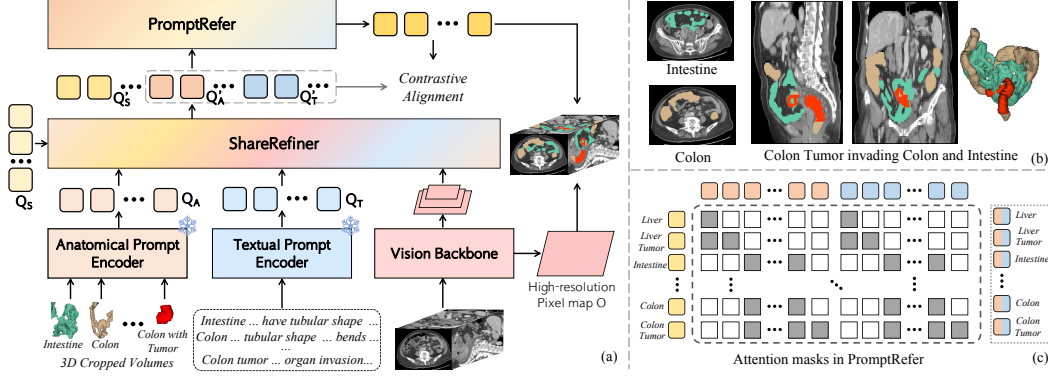 PromptRefer
Contrastive
Alignment
Q'S
Q'A
Q'T
ShareRefiner
QS
QA
QT
Anatomical Prompt
Encoder
Textual Prompt
Encoder
Vision Backbone
High-resolution
Pixel map O
Intestine
Colon
Colon with
Tumor
3D Cropped Volumes
Intestine ... have tubular shape ...
Colon ... tubular shape ... bends ...
...
Colon tumor ... organ invasion...
(a)
Intestine
Colon
Colon Tumor invading Colon and Intestine
(b)
Liver
Liver
Tumor
Intestine
Colon
Colon
Tumor
Liver
Liver
Tumor
Intestine
Colon
Colon
Tumor
Attention masks in PromptRefer
(c)